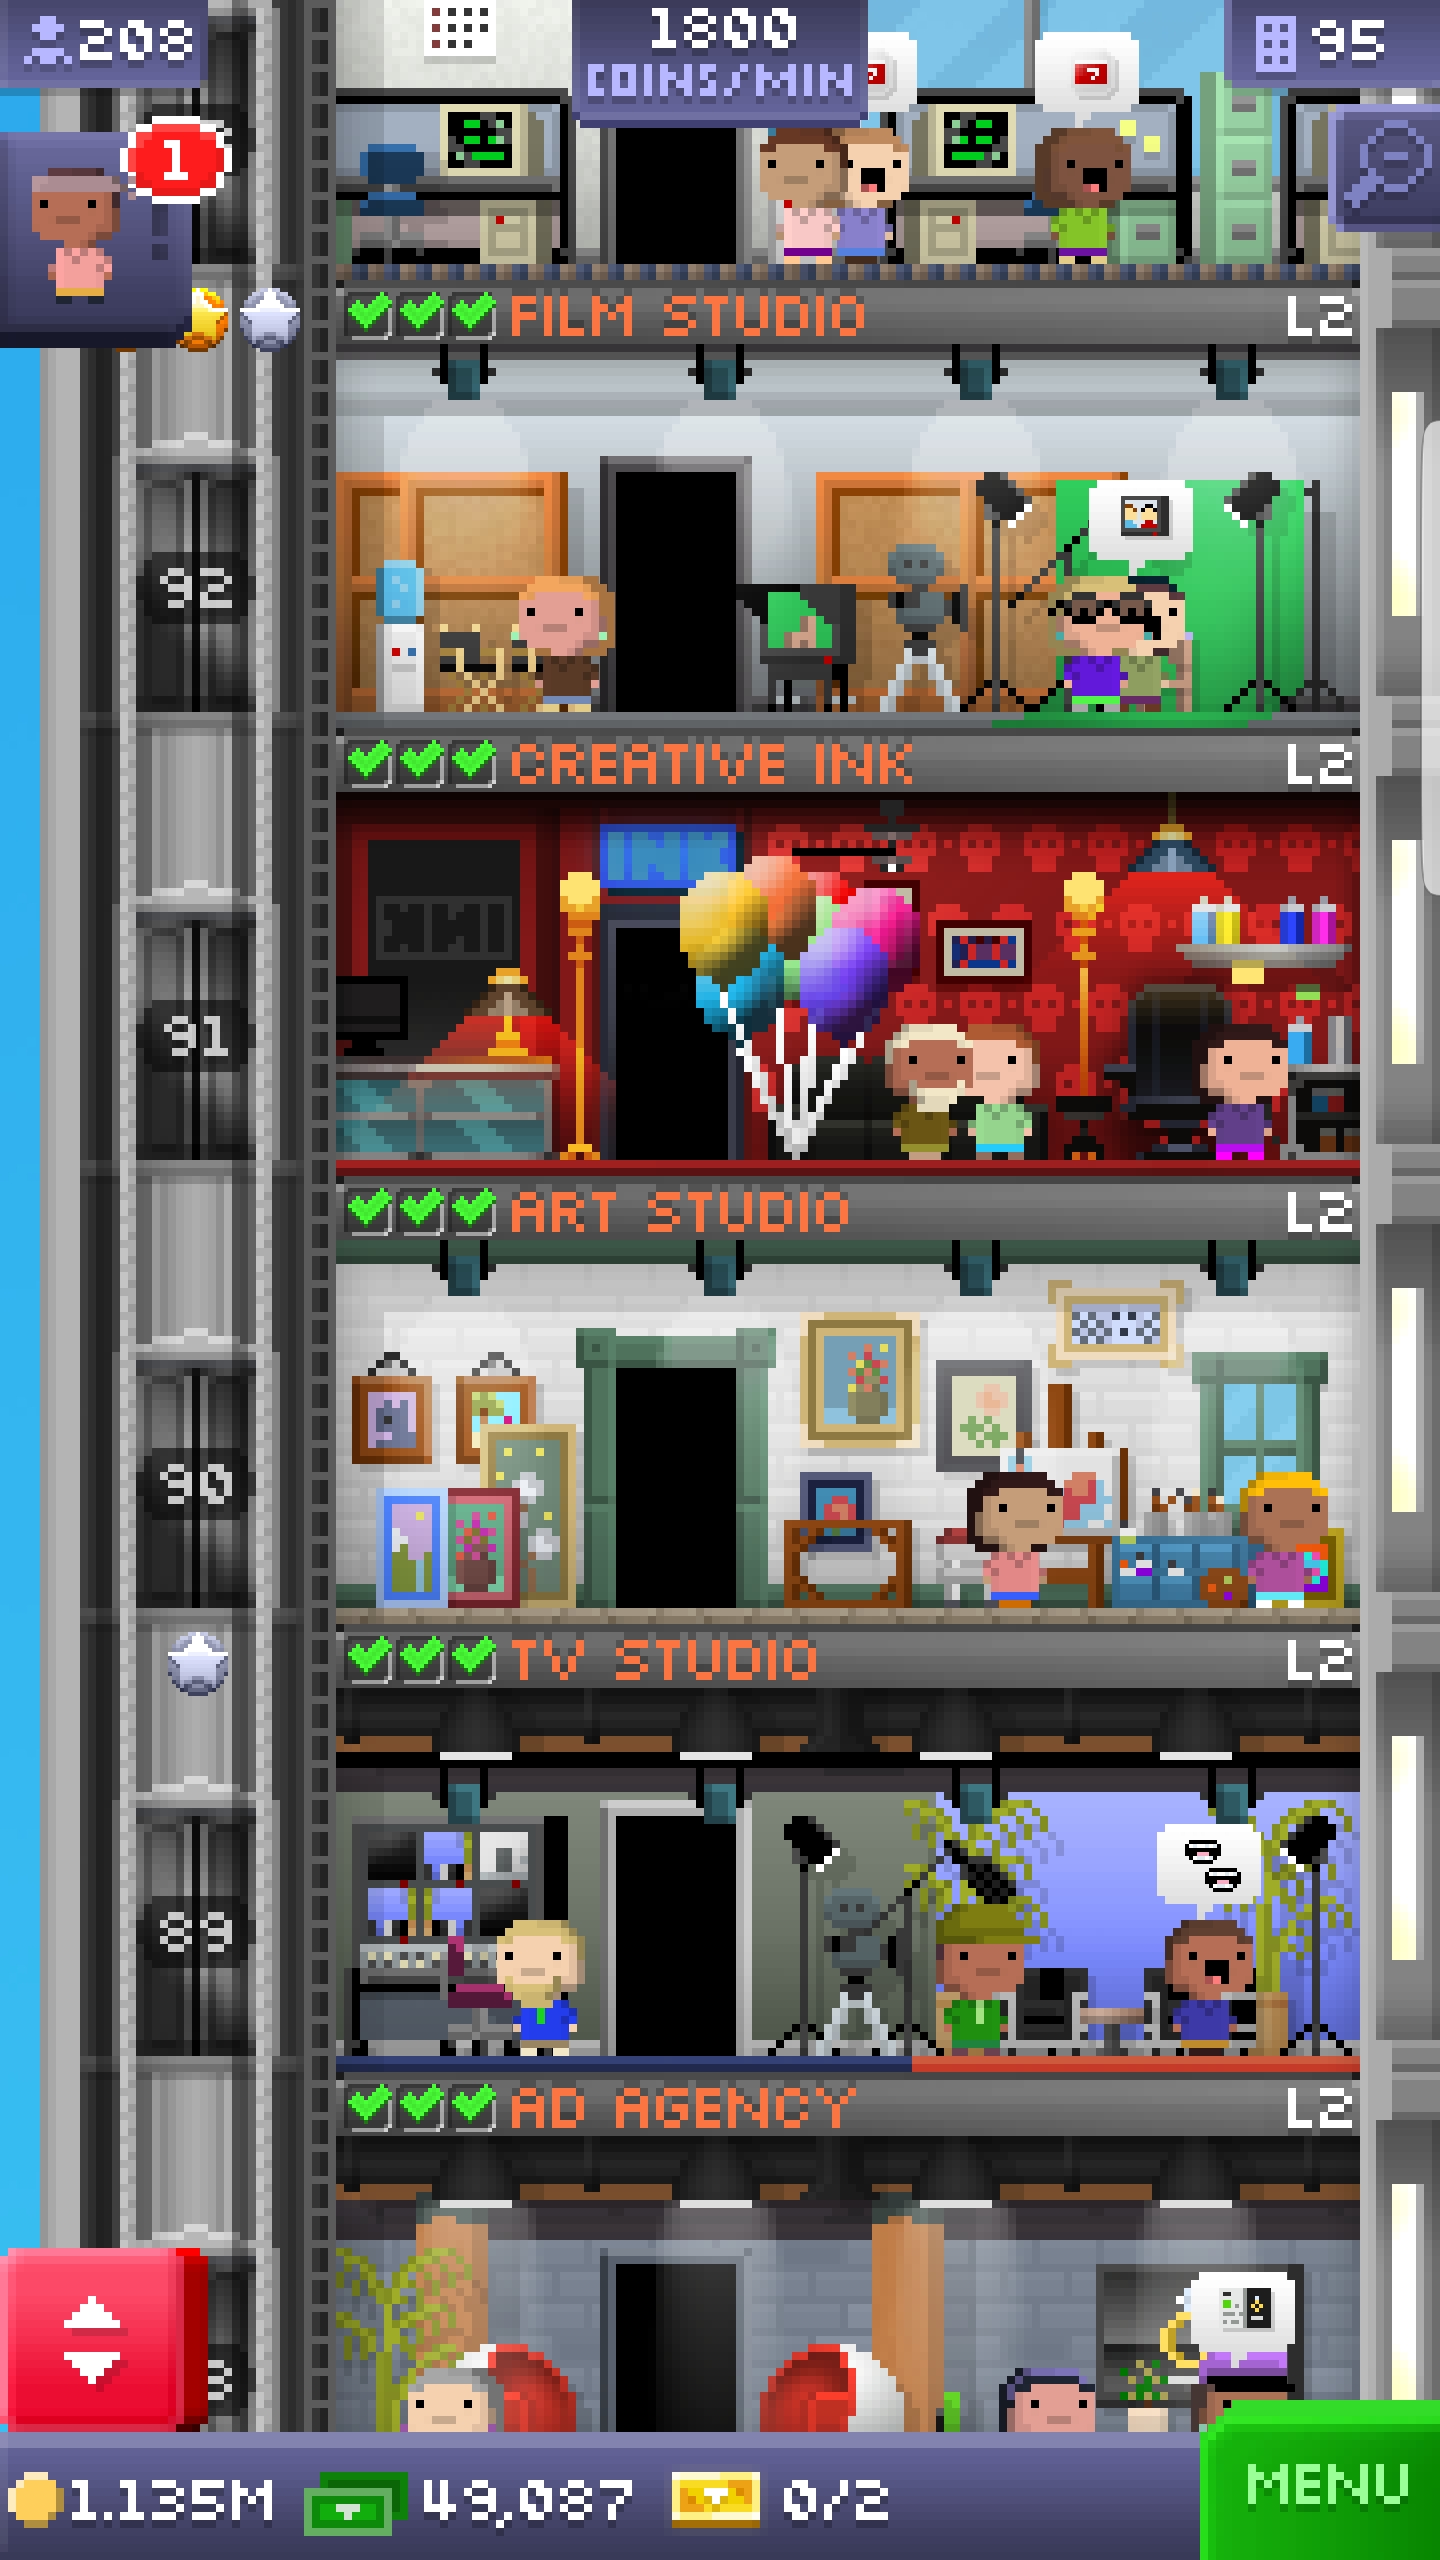 208
1800
COINS/MIN
95
1
?
?
FILM STUDIO L2
92
CREATIVE INK L2
INK
91
ART STUDIO L2
90
TV STUDIO L2
89
AD AGENCY L2
1.135M 49,087 0/2
MENU